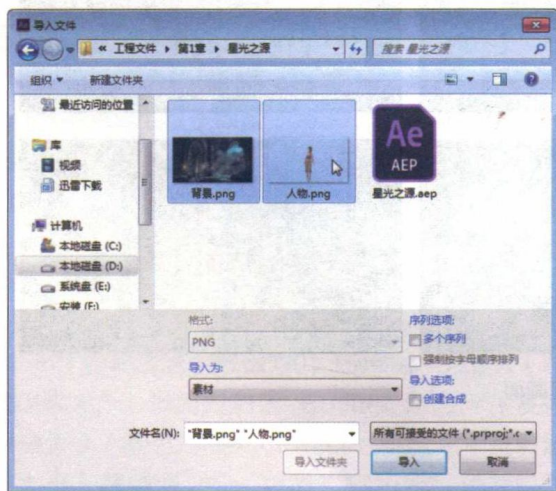 导入文件
« 工程文件 ▸ 第1章 ▸ 星光之源
搜索 星光之源
组织 新建文件夹
最近访问的位置
库
视频
迅雷下载
计算机
本地磁盘 (C:)
本地磁盘 (D:)
系统盘 (E:)
安装 (F:)
Ae
AEP
背景.png
人物.png
星光之源.aep
格式:
PNG
导入为:
素材
序列选项:
多个序列
强制按字母顺序排列
导入选项:
创建合成
文件名(N): "背景.png" "人物.png"
所有可接受的文件 (*.prproj;*.c
导入文件夹 导入 取消